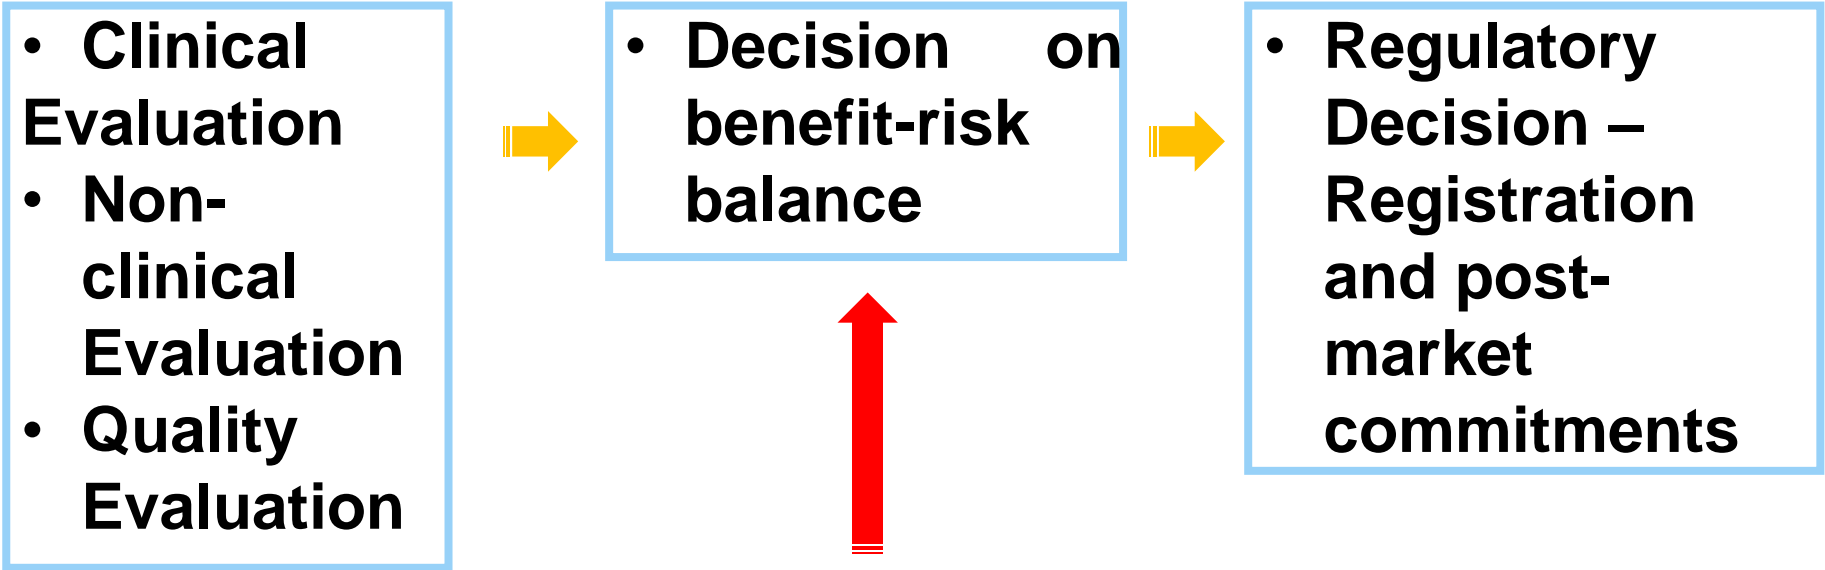 • Clinical
Evaluation
• Non-
clinical
Evaluation
• Quality
Evaluation
• Decision on
benefit-risk
balance
• Regulatory
Decision –
Registration
and post-
market
commitments